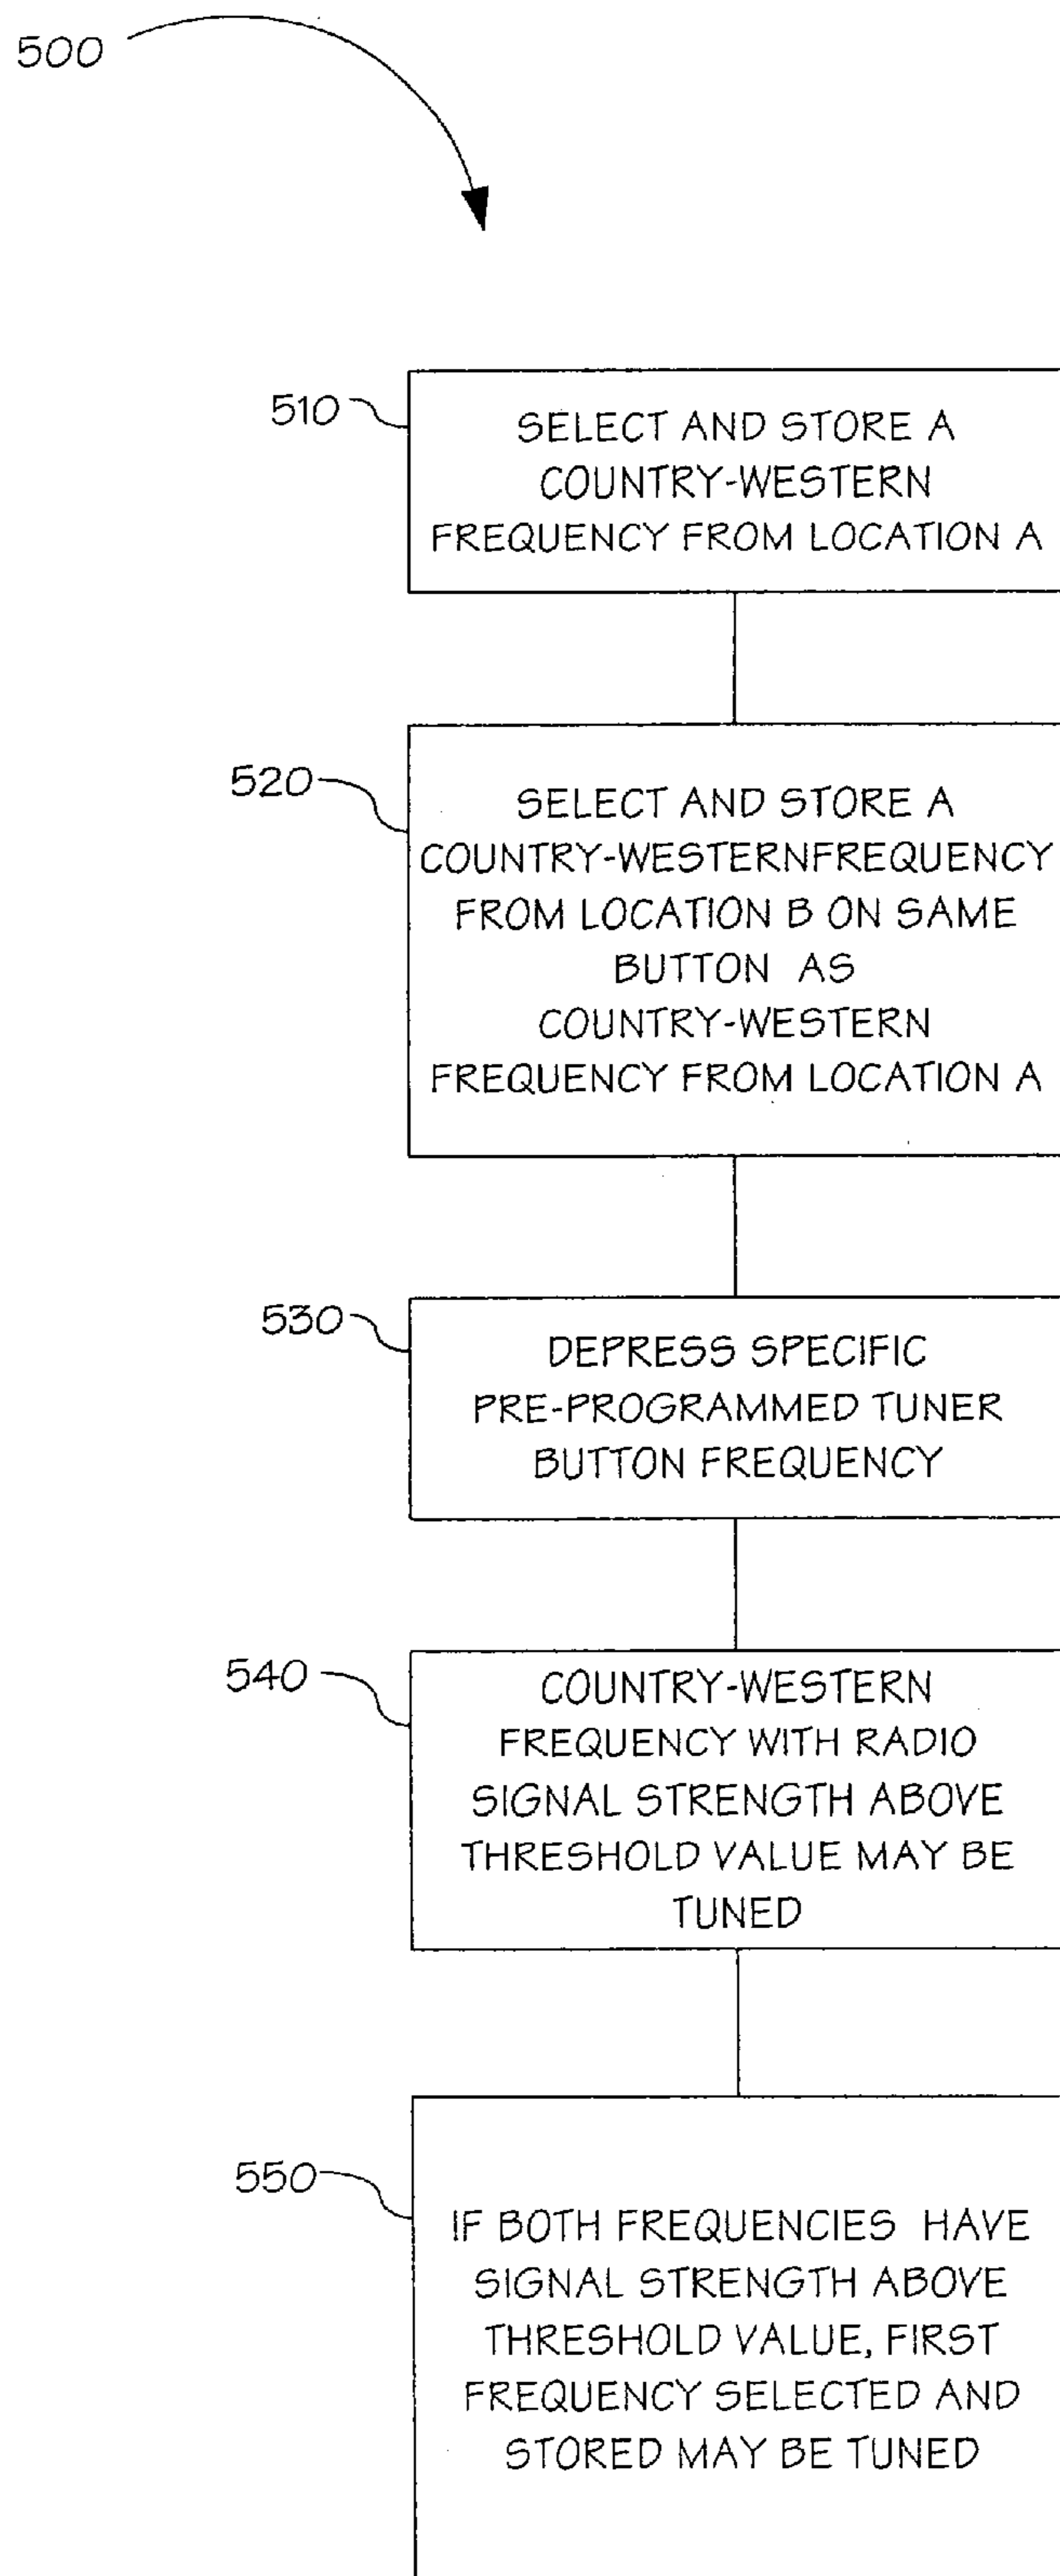 500
510
SELECT AND STORE A
COUNTRY-WESTERN
FREQUENCY FROM LOCATION A
520
SELECT AND STORE A
COUNTRY-WESTERNFREQUENCY
FROM LOCATION B ON SAME
BUTTON AS
COUNTRY-WESTERN
FREQUENCY FROM LOCATION A
530
DEPRESS SPECIFIC
PRE-PROGRAMMED TUNER
BUTTON FREQUENCY
540
COUNTRY-WESTERN
FREQUENCY WITH RADIO
SIGNAL STRENGTH ABOVE
THRESHOLD VALUE MAY BE
TUNED
550
IF BOTH FREQUENCIES HAVE
SIGNAL STRENGTH ABOVE
THRESHOLD VALUE, FIRST
FREQUENCY SELECTED AND
STORED MAY BE TUNED